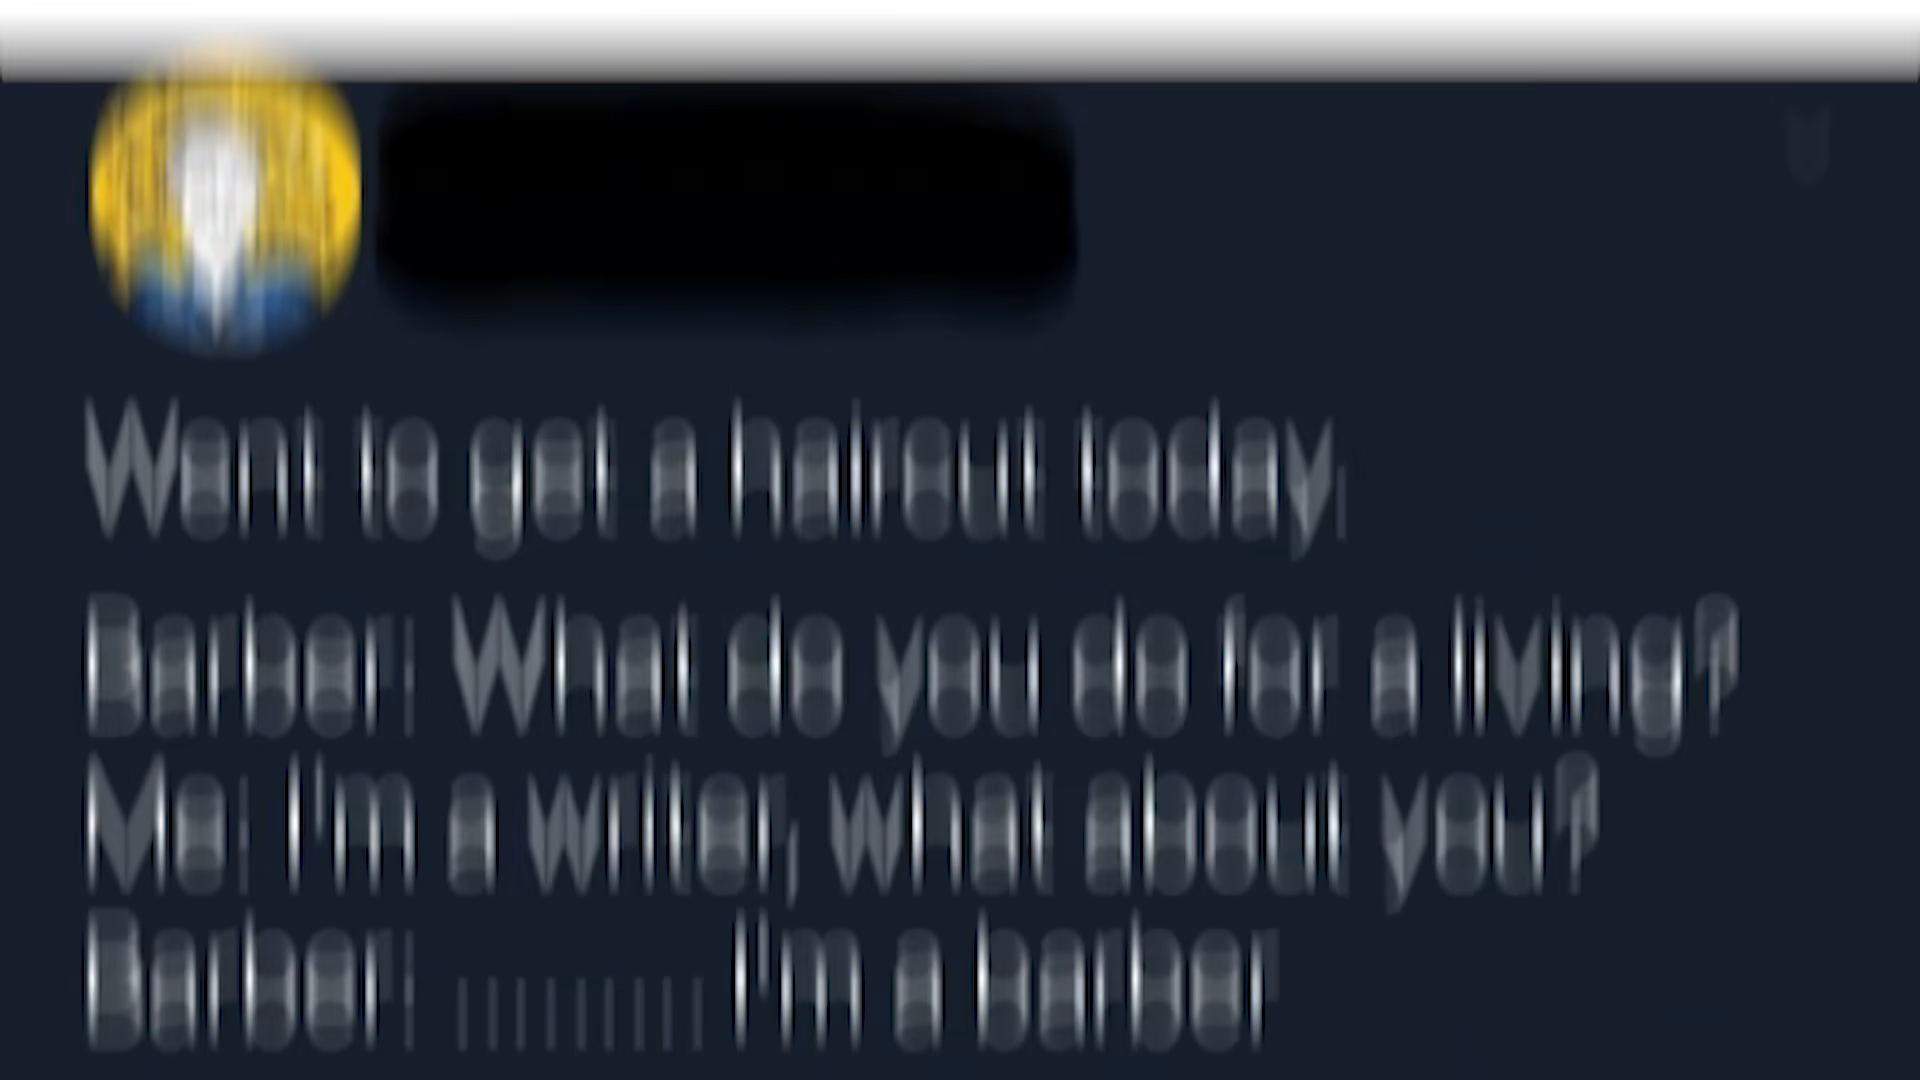 Went to get a haircut today.
Barber: What do you do for a living?
Me: I'm a writer, what about you?
Barber: ......... I'm a barber